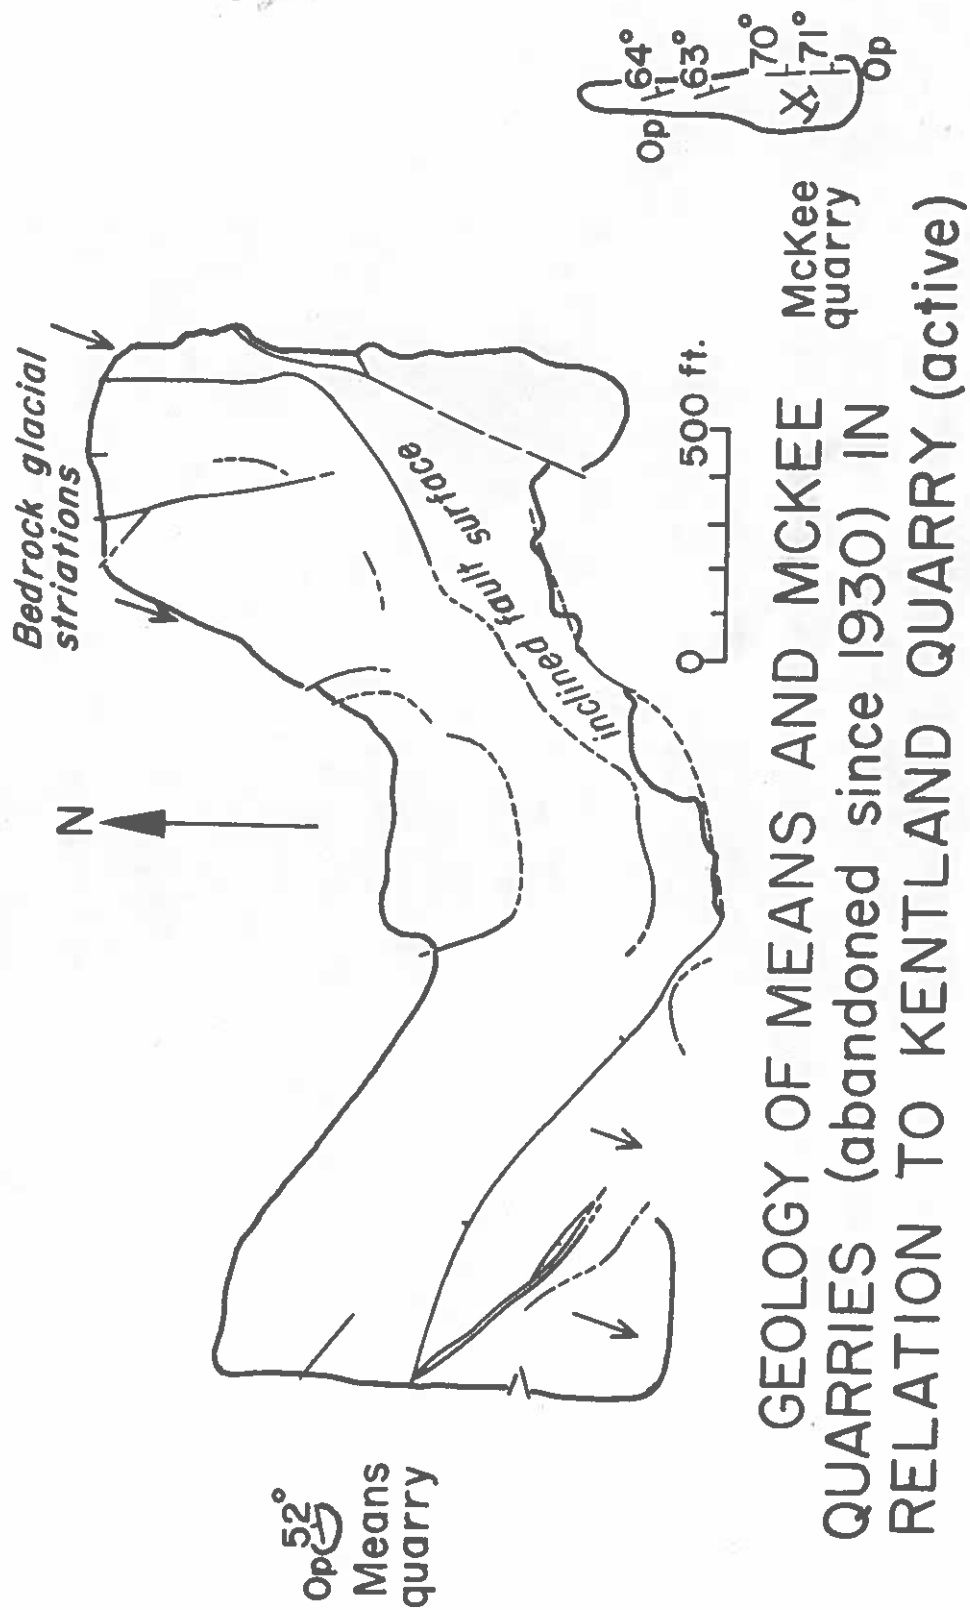 Bedrock glacial
striations
N
inclined fault surface
Op 52°
Means
quarry
0 500 ft.
Op
64°
63°
70°
71°
Op
McKee
quarry
GEOLOGY OF MEANS AND MCKEE
QUARRIES (abandoned since 1930) IN
RELATION TO KENTLAND QUARRY (active)